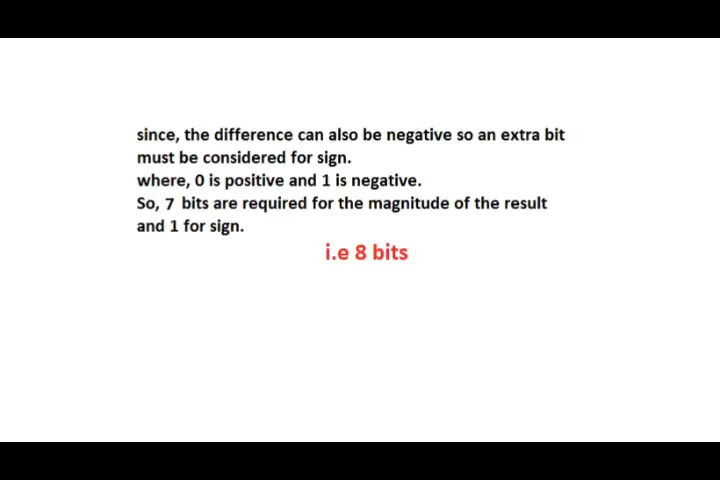 since, the difference can also be negative so an extra bit
must be considered for sign.
where, 0 is positive and 1 is negative.
So, 7 bits are required for the magnitude of the result
and 1 for sign.
i.e 8 bits